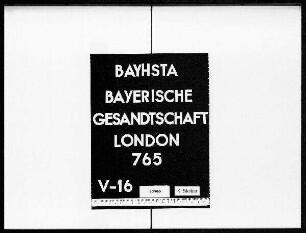 BAYHSTA
BAYERISCHE
GESANDTSCHAFT
LONDON
765
V-16